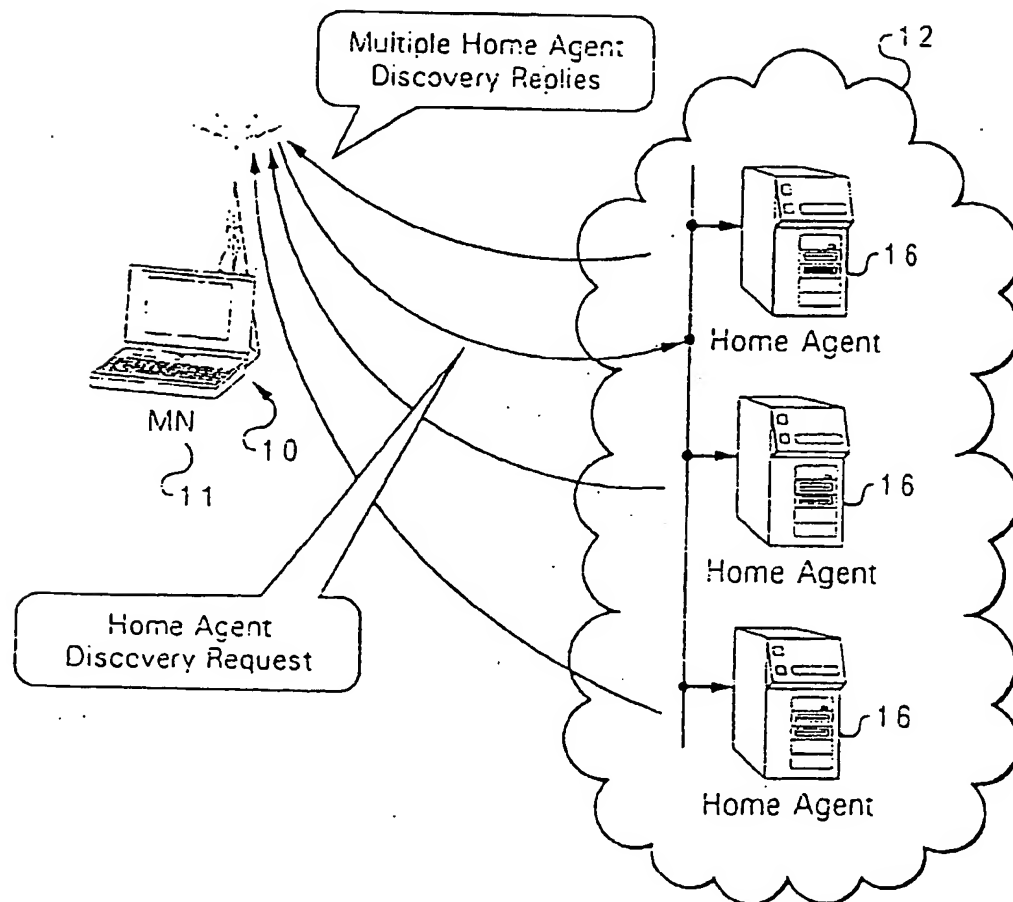 Multiple Home Agent
Discovery Replies
12
16
Home Agent
MN
10
11
16
Home Agent
Home Agent
Discovery Request
16
Home Agent